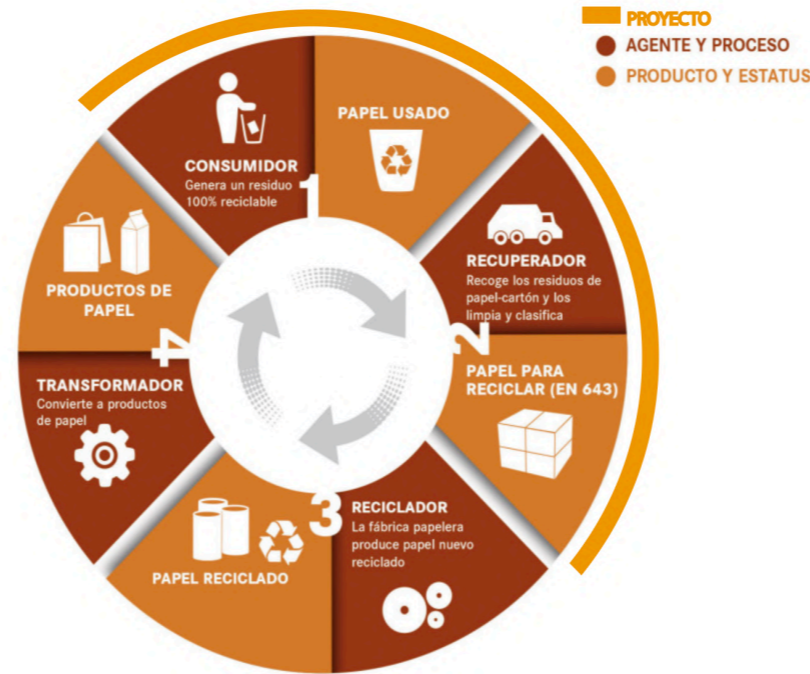 PROYECTO
AGENTE Y PROCESO
PRODUCTO Y ESTATUS
CONSUMIDOR
Genera un residuo
100% reciclable
1
PAPEL USADO
RECUPERADOR
Recoge los residuos de
papel-cartón y los
limpia y clasifica
2
PAPEL PARA
RECICLAR (EN 643)
3
RECICLADOR
La fábrica papelera
produce papel nuevo
reciclado
PAPEL RECICLADO
4
TRANSFORMADOR
Convierte a productos
de papel
PRODUCTOS DE
PAPEL